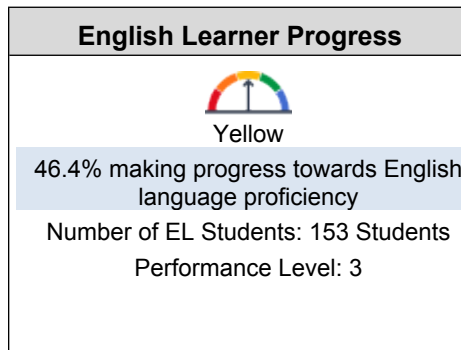 English Learner Progress
Yellow
46.4% making progress towards English
language proficiency
Number of EL Students: 153 Students
Performance Level: 3